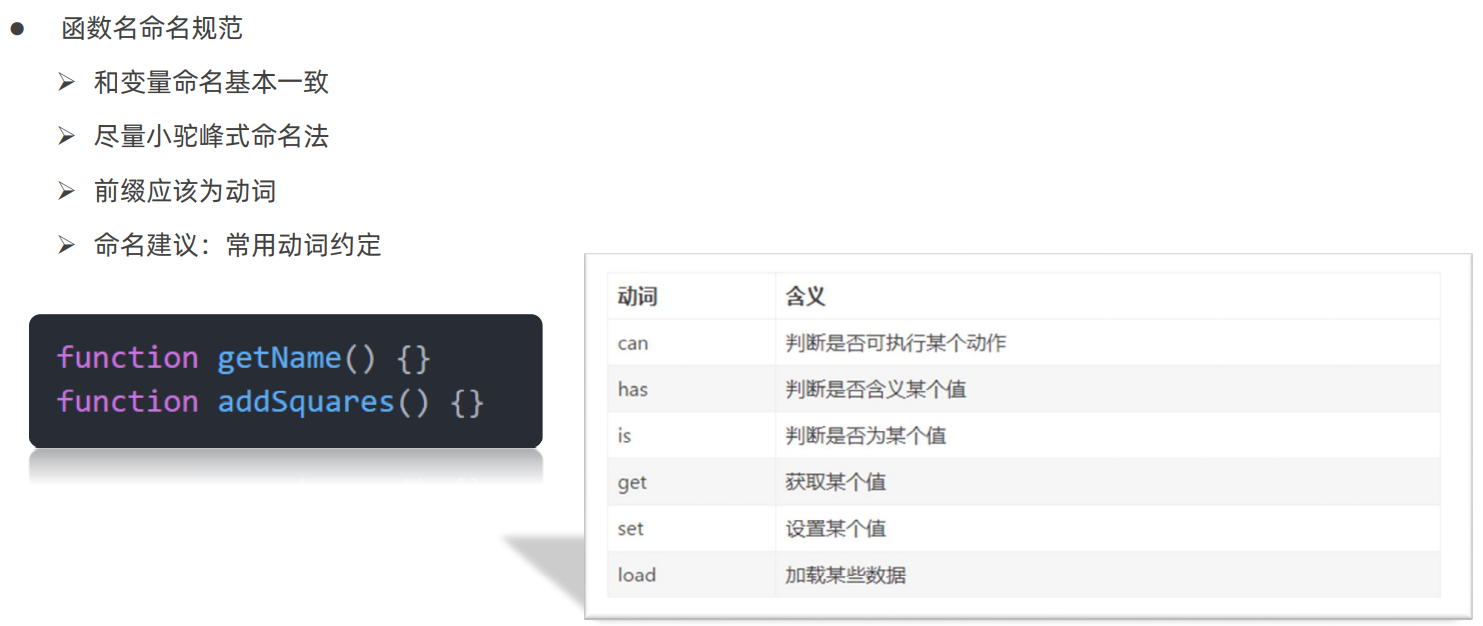 ● 函数名命名规范
➢ 和变量命名基本一致
➢ 尽量小驼峰式命名法
➢ 前缀应该为动词
➢ 命名建议：常用动词约定
function getName() {}
function addSquares() {}
动词 含义
can 判断是否可执行某个动作
has 判断是否含义某个值
is 判断是否为某个值
get 获取某个值
set 设置某个值
load 加载某些数据